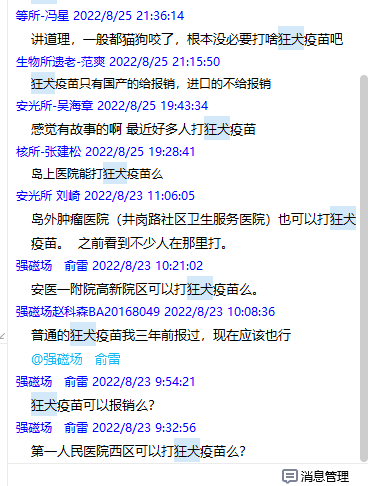 等所-冯星 2022/8/25 21:36:14
讲道理，一般都猫狗咬了，根本没必要打啥狂犬疫苗吧
生物所遗老-范爽 2022/8/25 21:15:50
狂犬疫苗只有国产的给报销，进口的不给报销
安光所-吴海章 2022/8/25 19:43:34
感觉有故事的啊 最近好多人打狂犬疫苗
核所-张建松 2022/8/25 19:28:41
岛上医院能打狂犬疫苗么
安光所 刘崎 2022/8/23 11:06:05
岛外肿瘤医院（井岗路社区卫生服务医院）也可以打狂犬
疫苗。 之前看到不少人在那里打。
强磁场 俞雷 2022/8/23 10:21:02
安医一附院高新院区可以打狂犬疫苗么。
强磁场赵科森BA20168049 2022/8/23 10:08:36
普通的狂犬疫苗我三年前报过，现在应该也行
@强磁场 俞雷
强磁场 俞雷 2022/8/23 9:54:21
狂犬疫苗可以报销么?
强磁场 俞雷 2022/8/23 9:32:56
第一人民医院西区可以打狂犬疫苗么?
消息管理